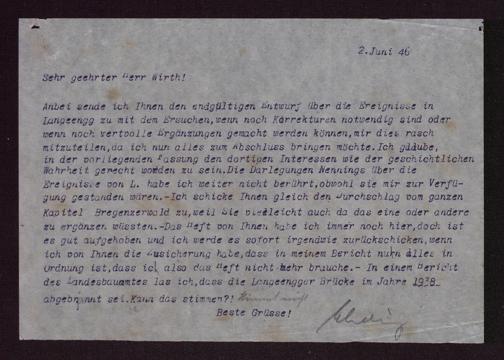 2.Juni 46
Sehr geehrter Herr Wirth!
Anbei sende ich Ihnen den endgültigen Entwurf über die Ereignisse in
Langeengg zu mit dem Ersuchen,wenn noch Korrekturen notwendig sind oder
wenn noch wertvolle Ergänzungen gemacht werden können,mir dies rasch
mitzuteilen,da ich nun alles zum Abschluss bringen möchte.Ich glaube,
in der vorliegenden Fassung den dortigen Interessen wie der geschichtlichen
Wahrheit gerecht worden zu sein.Die Darlegungen Nennings über die
Ereignisse von L. habe ich weiter nicht berührt,obwohl sie mir zur Verfü-
gung gestanden wären.-Ich schicke Ihnen gleich den Durchschlag vom ganzen
Kapitel Bregenzerwald zu,weil Sie vielleicht auch da das eine oder andere
zu ergänzen wüssten.-Das Heft von Ihnen habe ich immer noch hier,doch ist
es gut aufgehoben und ich werde es sofort irgendwie zurückschicken,wenn
ich von Ihnen die Zusicherung habe,dass in meinem Bericht nun alles in
Ordnung ist,dass ich also das Heft nicht mehr brauche.- In einem Bericht
des Landesbauamtes las ich,dass die Langeengger Brücke im Jahre 1938
abgebrannt sei.Kann das stimmen?!
Beste Grüsse!